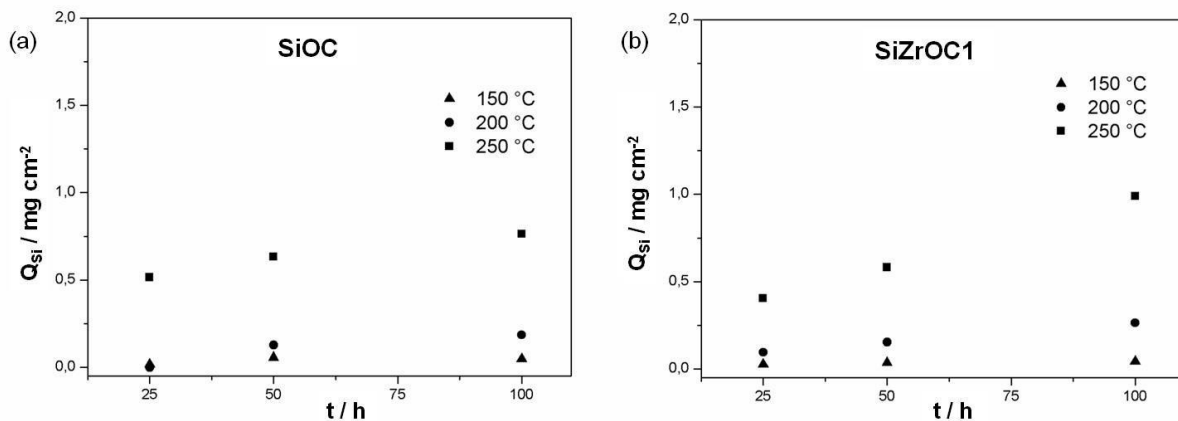 (a)
SiOC
▲ 150 °C
● 200 °C
■ 250 °C
2,0
1,5
1,0
0,5
0,0
Q_Si / mg cm⁻²
25 50 75 100
t / h
(b)
SiZrOC1
▲ 150 °C
● 200 °C
■ 250 °C
2,0
1,5
1,0
0,5
0,0
Q_Si / mg cm⁻²
25 50 75 100
t / h